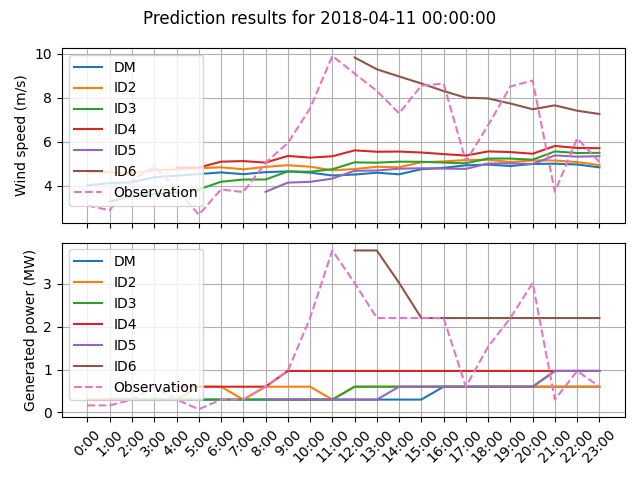 Prediction results for 2018-04-11 00:00:00
Wind speed (m/s)
10
8
6
4
DM
ID2
ID3
ID4
ID5
ID6
Observation
Generated power (MW)
3
2
1
0
DM
ID2
ID3
ID4
ID5
ID6
Observation
0:00 1:00 2:00 3:00 4:00 5:00 6:00 7:00 8:00 9:00 10:00 11:00 12:00 13:00 14:00 15:00 16:00 17:00 18:00 19:00 20:00 21:00 22:00 23:00